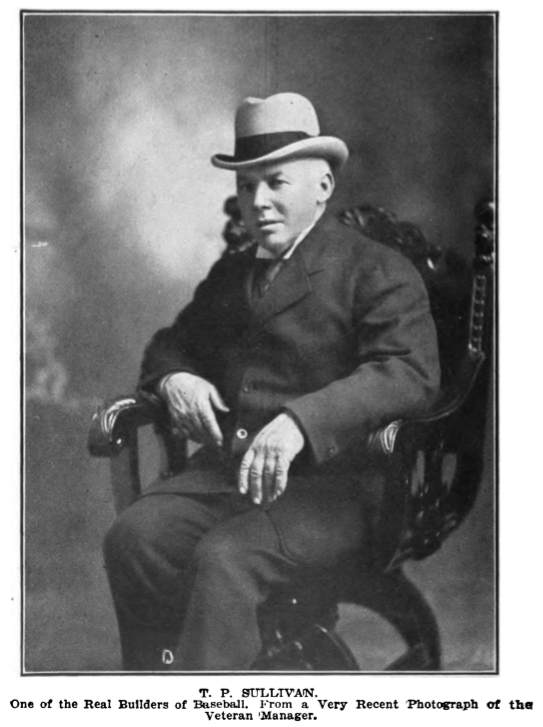 T. P. SULLIVAN.
One of the Real Builders of Baseball. From a Very Recent Photograph of the
Veteran Manager.